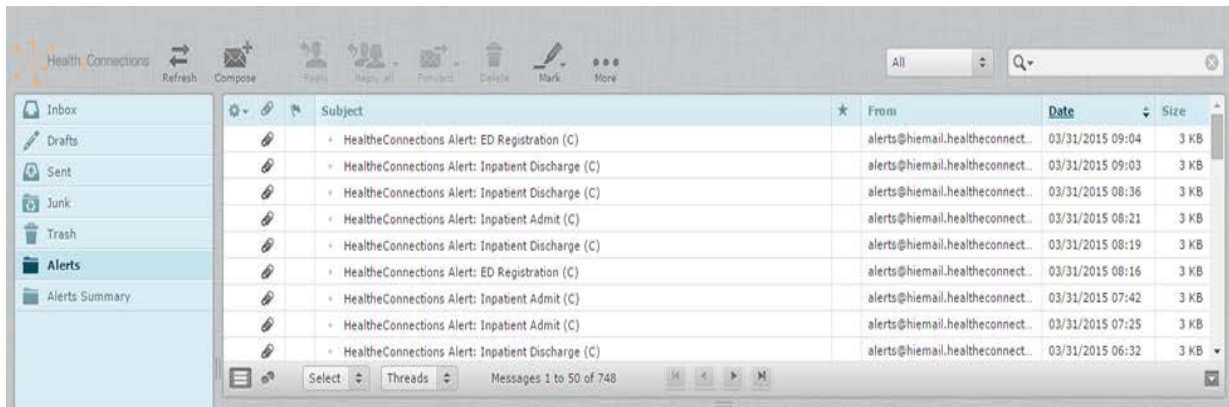 Health Connections
Refresh Compose Reply Reply all Forward Delete Mark More All
Inbox
Drafts
Sent
Junk
Trash
Alerts
Alerts Summary
Subject From Date Size
HealtheConnections Alert: ED Registration (C) alerts@hiemail.healtheconnect... 03/31/2015 09:04 3 KB
HealtheConnections Alert: Inpatient Discharge (C) alerts@hiemail.healtheconnect... 03/31/2015 09:03 3 KB
HealtheConnections Alert: Inpatient Discharge (C) alerts@hiemail.healtheconnect... 03/31/2015 08:36 3 KB
HealtheConnections Alert: Inpatient Admit (C) alerts@hiemail.healtheconnect... 03/31/2015 08:21 3 KB
HealtheConnections Alert: Inpatient Discharge (C) alerts@hiemail.healtheconnect... 03/31/2015 08:19 3 KB
HealtheConnections Alert: ED Registration (C) alerts@hiemail.healtheconnect... 03/31/2015 08:16 3 KB
HealtheConnections Alert: Inpatient Admit (C) alerts@hiemail.healtheconnect... 03/31/2015 07:42 3 KB
HealtheConnections Alert: Inpatient Admit (C) alerts@hiemail.healtheconnect... 03/31/2015 07:25 3 KB
HealtheConnections Alert: Inpatient Discharge (C) alerts@hiemail.healtheconnect... 03/31/2015 06:32 3 KB
Select Threads Messages 1 to 50 of 748